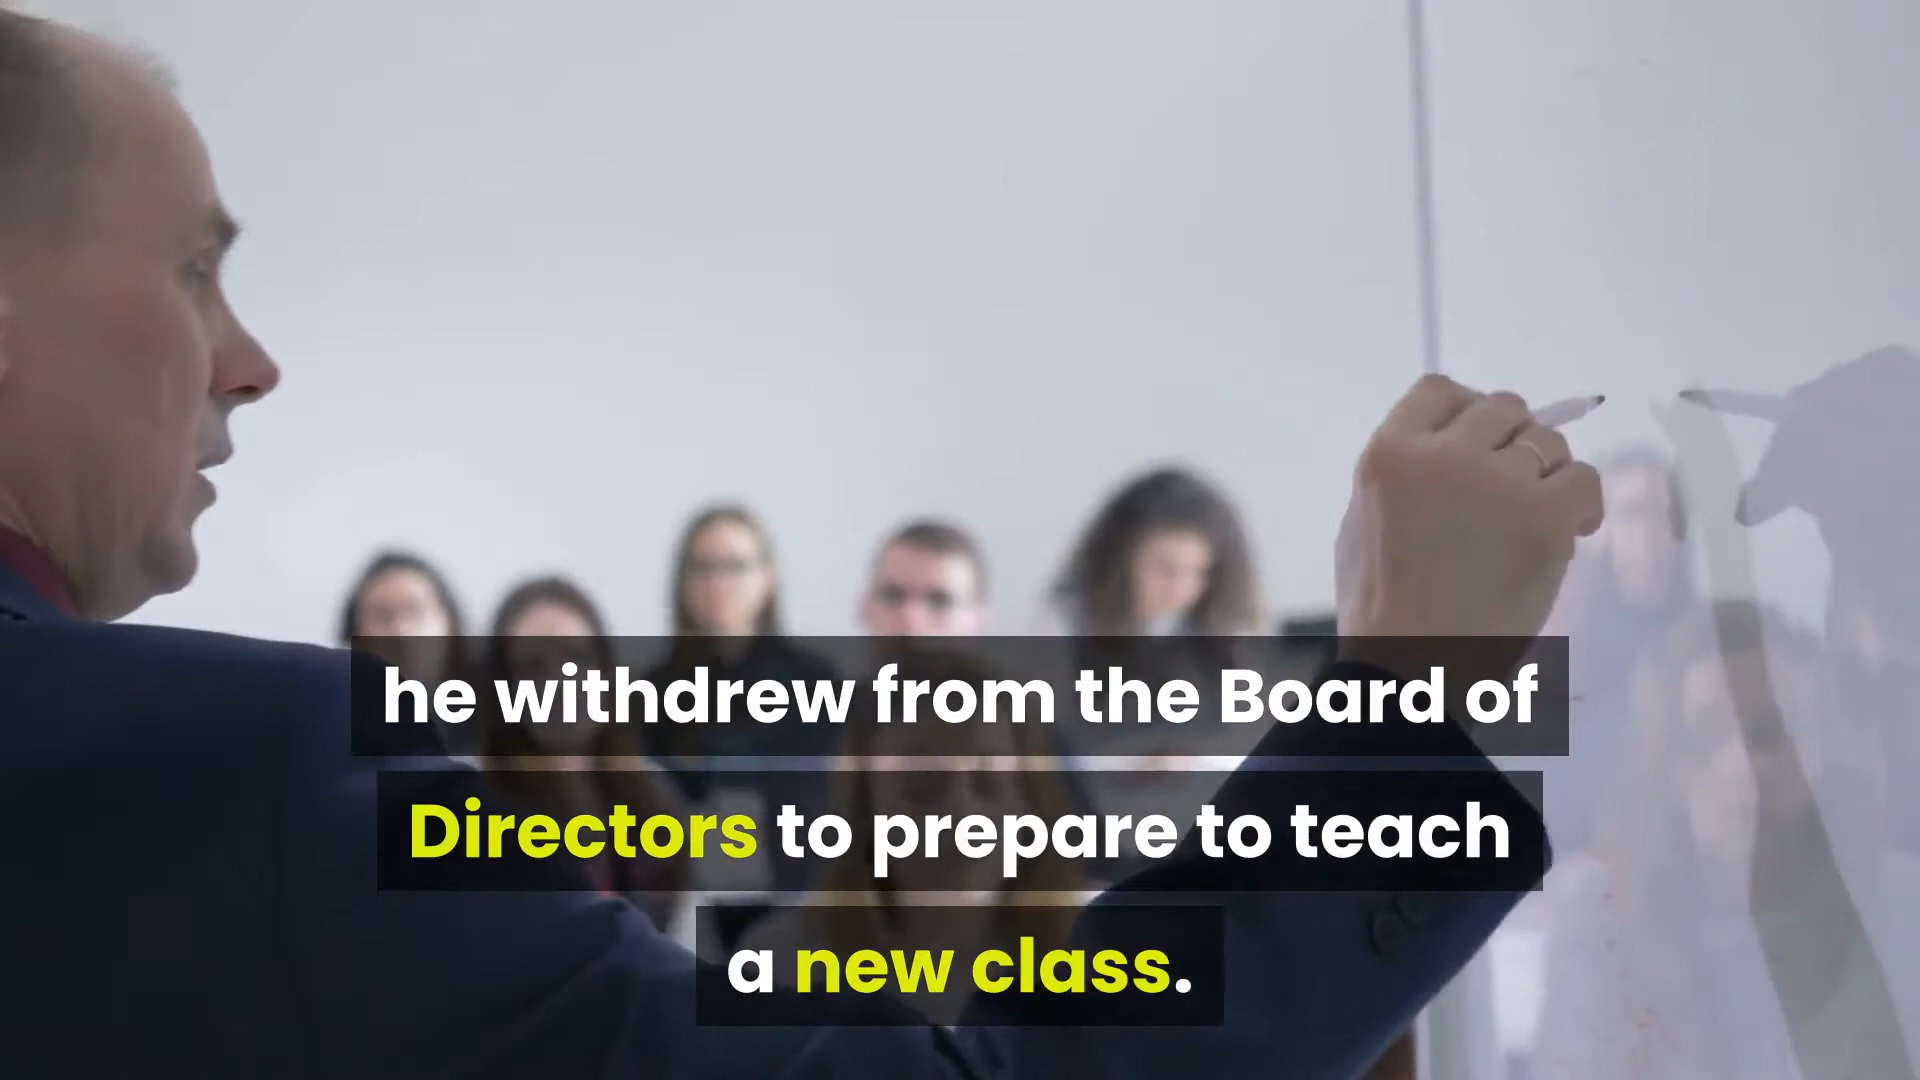 he withdrew from the Board of
Directors to prepare to teach
a new class.